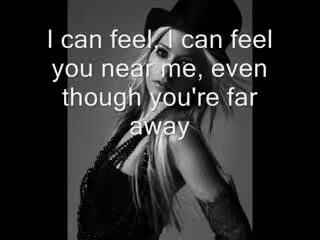 I can feel, I can feel
you near me, even
though you're far
away